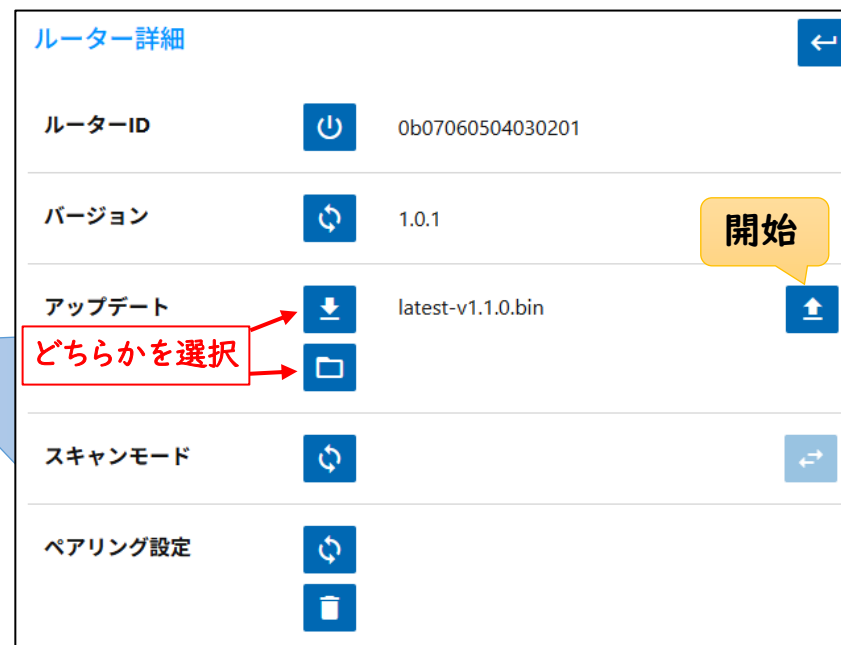 ルーター詳細
ルーターID
0b07060504030201
バージョン
1.0.1
開始
アップデート
latest-v1.1.0.bin
どちらかを選択
スキャンモード
ペアリング設定